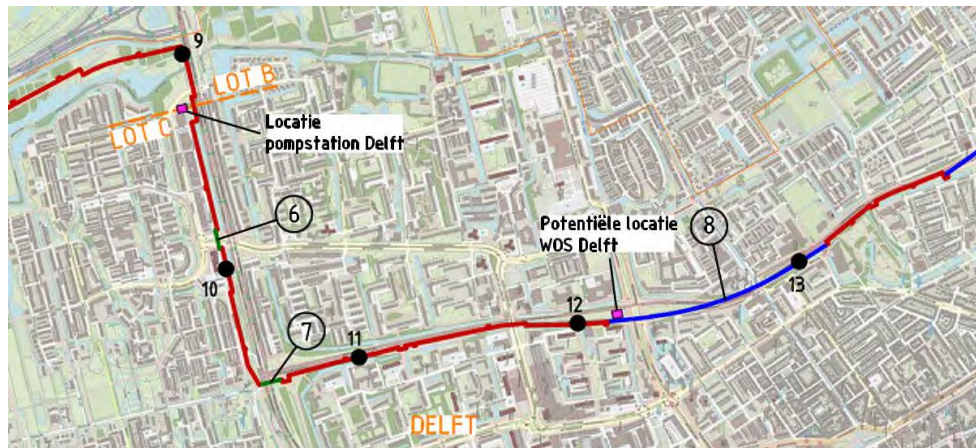 9
LOT B
LOT C
Locatie
pompstation Delft
6
10
Potentiële locatie
WOS Delft
8
13
12
7
11
DELFT